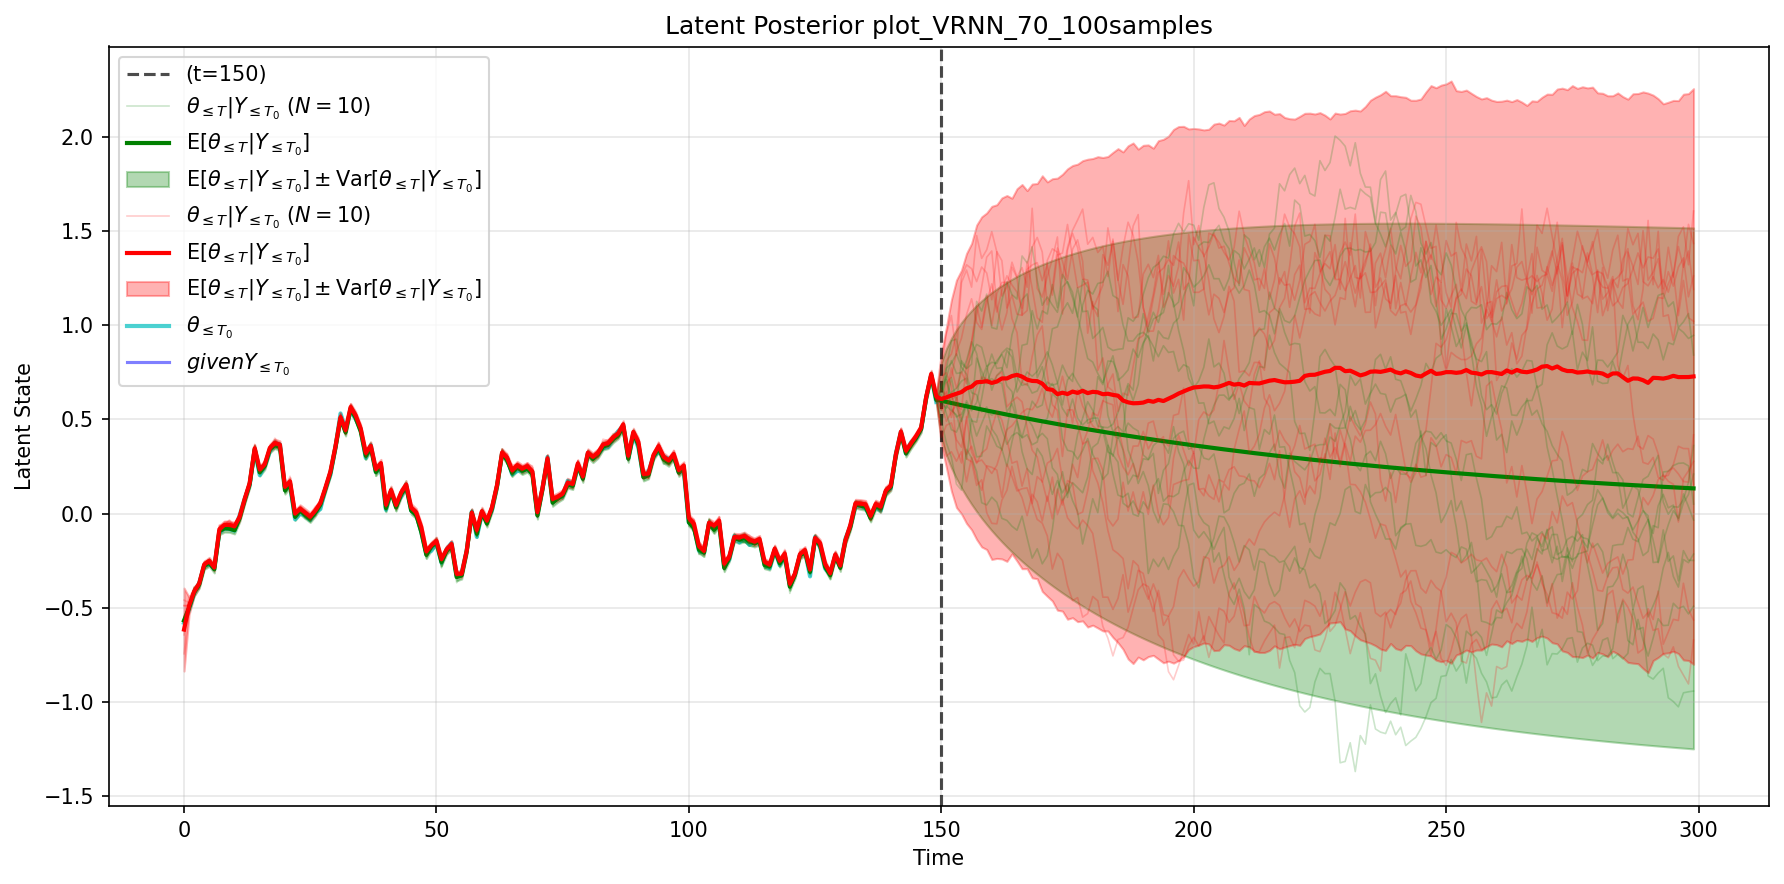 Latent Posterior plot_VRNN_70_100samples
(t=150)
θ≤T|Y≤T₀ (N = 10)
E[θ≤T|Y≤T₀]
E[θ≤T|Y≤T₀] ± Var[θ≤T|Y≤T₀]
θ≤T|Y≤T₀ (N = 10)
E[θ≤T|Y≤T₀]
E[θ≤T|Y≤T₀] ± Var[θ≤T|Y≤T₀]
θ≤T₀
givenY≤T₀
Latent State
2.0
1.5
1.0
0.5
0.0
−0.5
−1.0
−1.5
0 50 100 150 200 250 300
Time